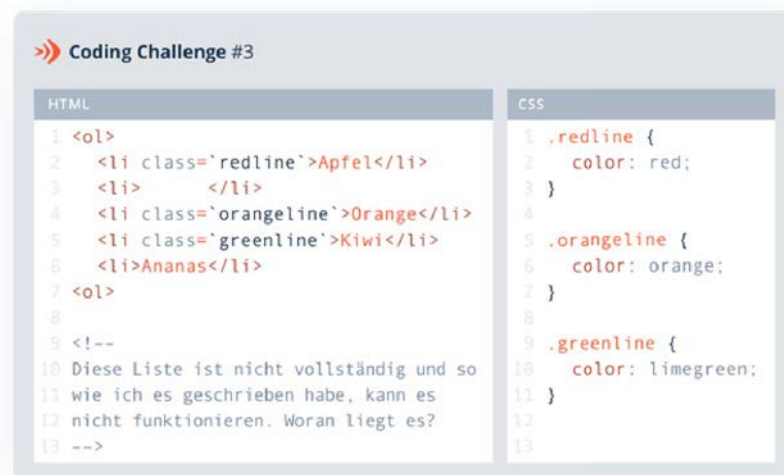 Coding Challenge #3
HTML
1 <ol>
2 <li class=`redline`>Apfel</li>
3 <li>      </li>
4 <li class=`orangeline`>Orange</li>
5 <li class=`greenline`>Kiwi</li>
6 <li>Ananas</li>
7 <ol>
8
9 <!--
10 Diese Liste ist nicht vollständig und so
11 wie ich es geschrieben habe, kann es
12 nicht funktionieren. Woran liegt es?
13 -->
CSS
1 .redline {
2 color: red;
3 }
4
5 .orangeline {
6 color: orange;
7 }
8
9 .greenline {
10 color: limegreen;
11 }
12
13